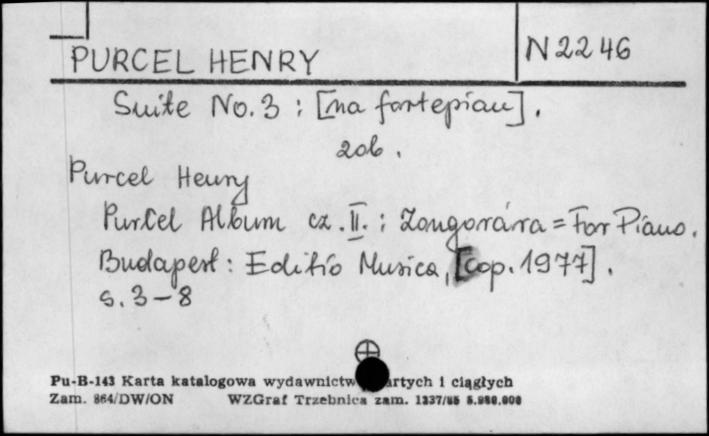 PURCEL HENRY
N 2246
Suite No. 3 : [na fortepian].
zob.
Purcel Henry
Purcel Album cz. II. : Zongorára = For Piano.
Budapest : Editio Musica, [cop. 1977].
s. 3-8
Pu-B-143 Karta katalogowa wydawnictw artych i ciągłych
Zam. 864/DW/ON WZGraf Trzebnica zam. 1337/85 5.980.000